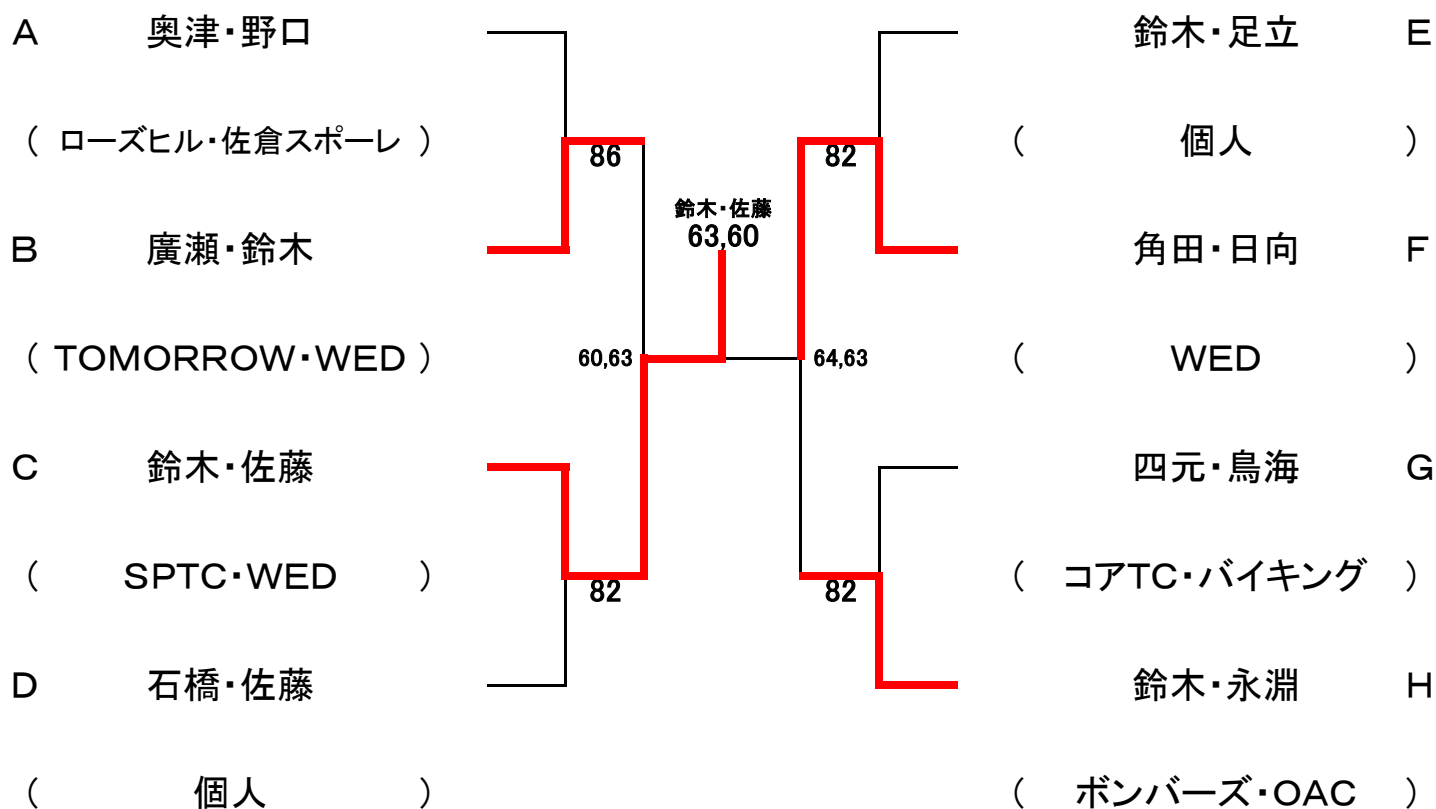 A 奥津・野口 鈴木・足立 E
( ローズヒル・佐倉スポーレ ) ( 個人 )
86 82
鈴木・佐藤
63,60
B 廣瀬・鈴木 角田・日向 F
( TOMORROW・WED ) 60,63 64,63 ( WED )
C 鈴木・佐藤 四元・鳥海 G
( SPTC・WED ) ( コアTC・バイキング )
82 82
D 石橋・佐藤 鈴木・永淵 H
( 個人 ) ( ボンバーズ・OAC )